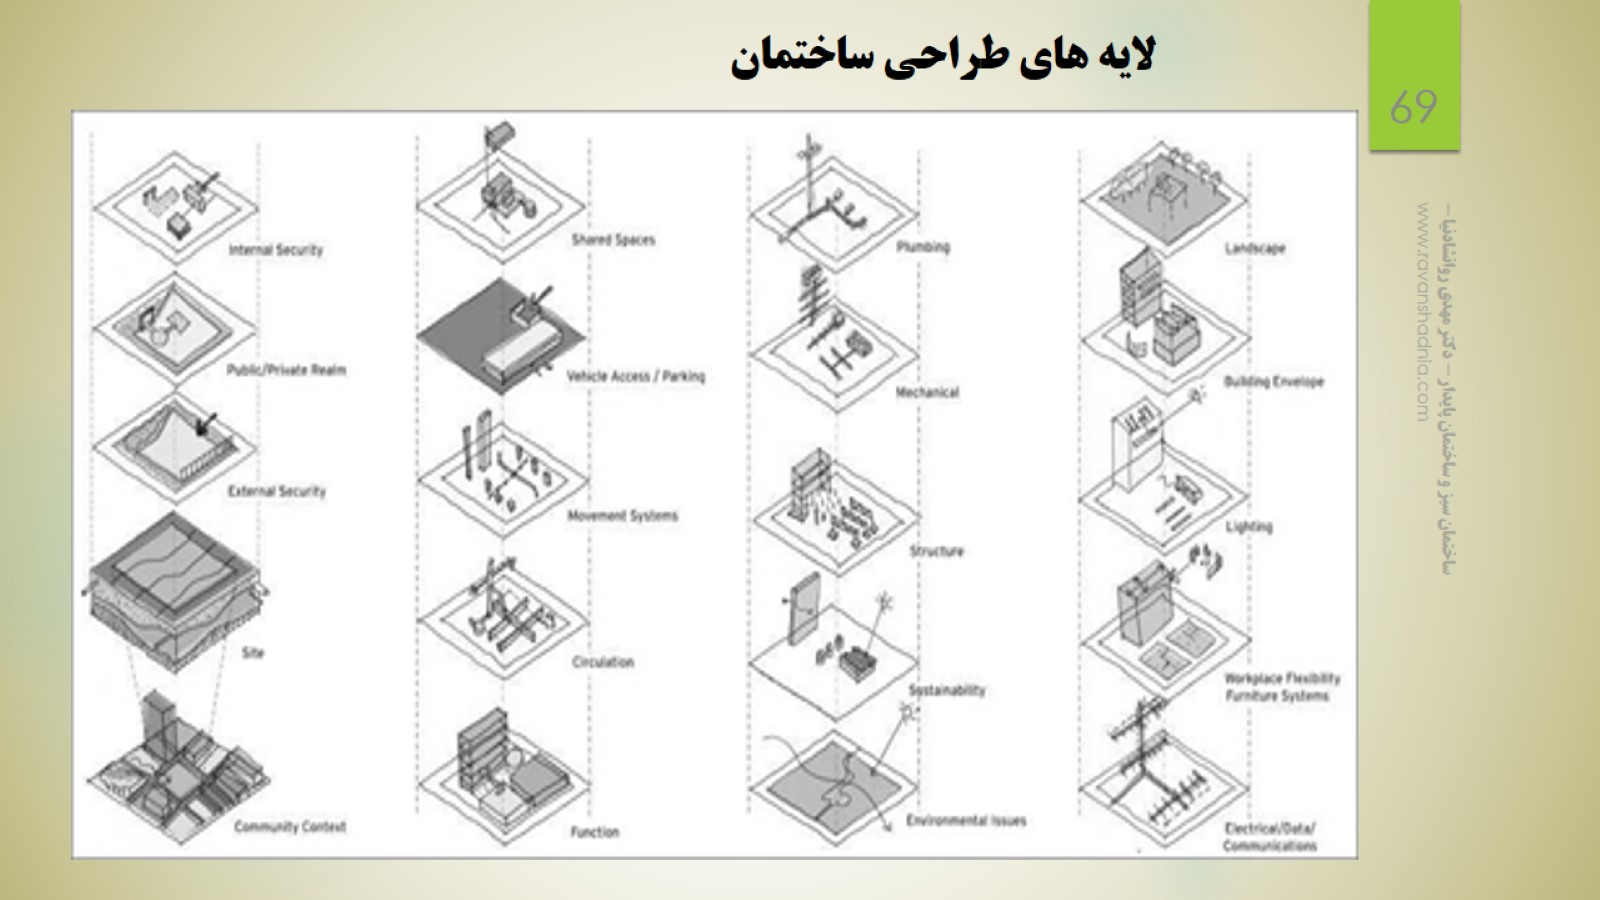 لایه های طراحی ساختمان
69
Internal Security
Public/Private Realm
External Security
Site
Community Context
Shared Spaces
Vehicle Access / Parking
Movement Systems
Circulation
Function
Plumbing
Mechanical
Structure
Sustainability
Environmental Issues
Landscape
Building Envelope
Lighting
Workplace Flexibility
Furniture Systems
Electrical/Data/
Communications
ساختمان سبز و ساختمان پایدار – دکتر مهدی روانشادنیا –
www.ravanshadnia.com